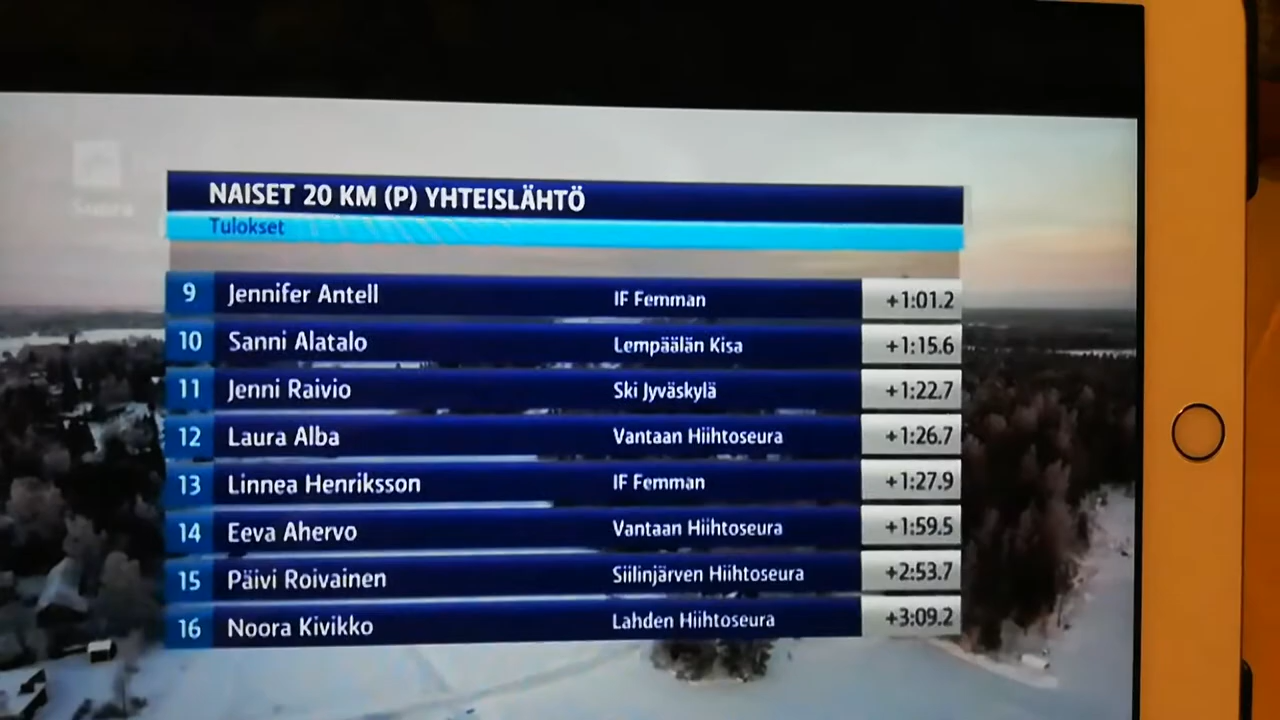 NAISET 20 KM (P) YHTEISLÄHTÖ
Tulokset
9 Jennifer Antell IF Femman +1:01.2
10 Sanni Alatalo Lempäälän Kisa +1:15.6
11 Jenni Raivio Ski Jyväskylä +1:22.7
12 Laura Alba Vantaan Hiihtoseura +1:26.7
13 Linnea Henriksson IF Femman +1:27.9
14 Eeva Ahervo Vantaan Hiihtoseura +1:59.5
15 Päivi Roivainen Siilinjärven Hiihtoseura +2:53.7
16 Noora Kivikko Lahden Hiihtoseura +3:09.2